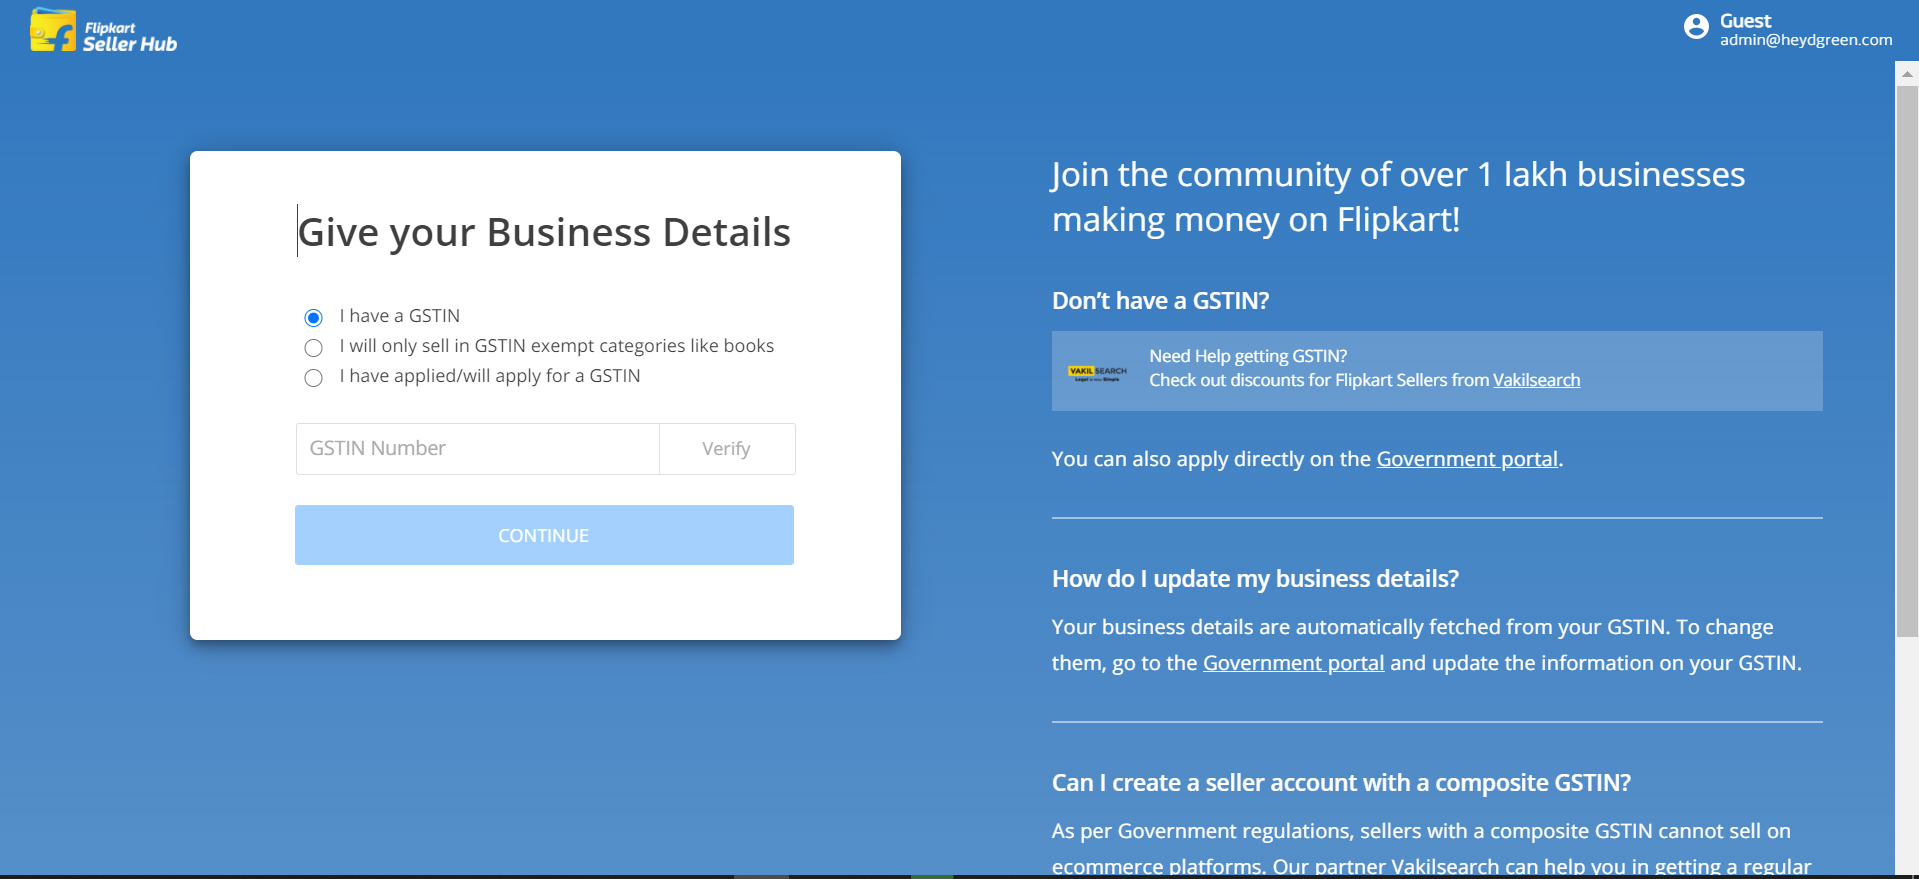 Flipkart
Seller Hub
Guest
admin@heydgreen.com
Give your Business Details
I have a GSTIN
I will only sell in GSTIN exempt categories like books
I have applied/will apply for a GSTIN
GSTIN Number
Verify
CONTINUE
Join the community of over 1 lakh businesses
making money on Flipkart!
Don’t have a GSTIN?
VAKILSEARCH
Need Help getting GSTIN?
Check out discounts for Flipkart Sellers from Vakilsearch
You can also apply directly on the Government portal.
How do I update my business details?
Your business details are automatically fetched from your GSTIN. To change
them, go to the Government portal and update the information on your GSTIN.
Can I create a seller account with a composite GSTIN?
As per Government regulations, sellers with a composite GSTIN cannot sell on
ecommerce platforms. Our partner Vakilsearch can help you in getting a regular